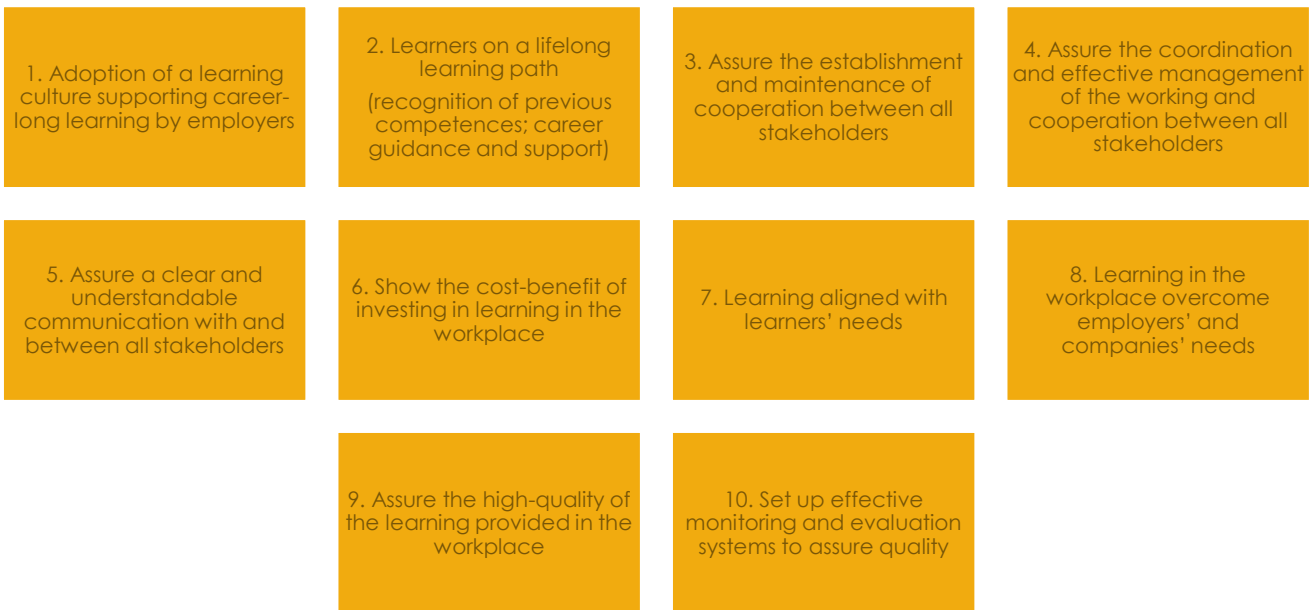 1. Adoption of a learning
culture supporting career-
long learning by employers
2. Learners on a lifelong
learning path
(recognition of previous
competences; career
guidance and support)
3. Assure the establishment
and maintenance of
cooperation between all
stakeholders
4. Assure the coordination
and effective management
of the working and
cooperation between all
stakeholders
5. Assure a clear and
understandable
communication with and
between all stakeholders
6. Show the cost-benefit of
investing in learning in the
workplace
7. Learning aligned with
learners’ needs
8. Learning in the
workplace overcome
employers’ and
companies’ needs
9. Assure the high-quality of
the learning provided in the
workplace
10. Set up effective
monitoring and evaluation
systems to assure quality